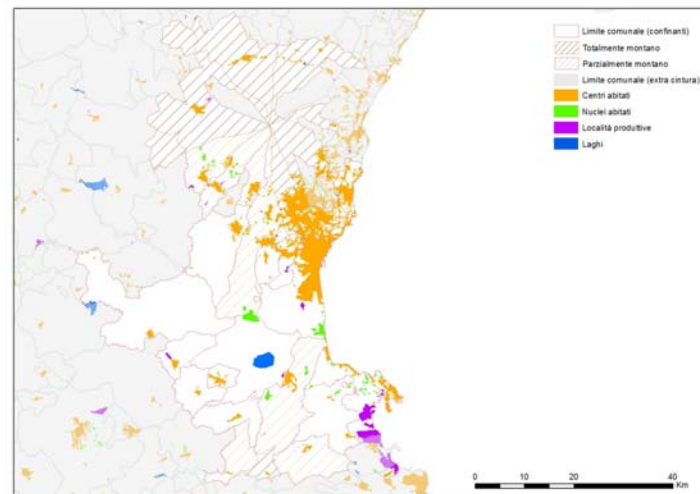 Limite comunale (confinanti)
Totalmente montano
Parzialmente montano
Limite comunale (extra cintura)
Centri abitati
Nuclei abitati
Località produttive
Laghi
0 10 20 40
Km